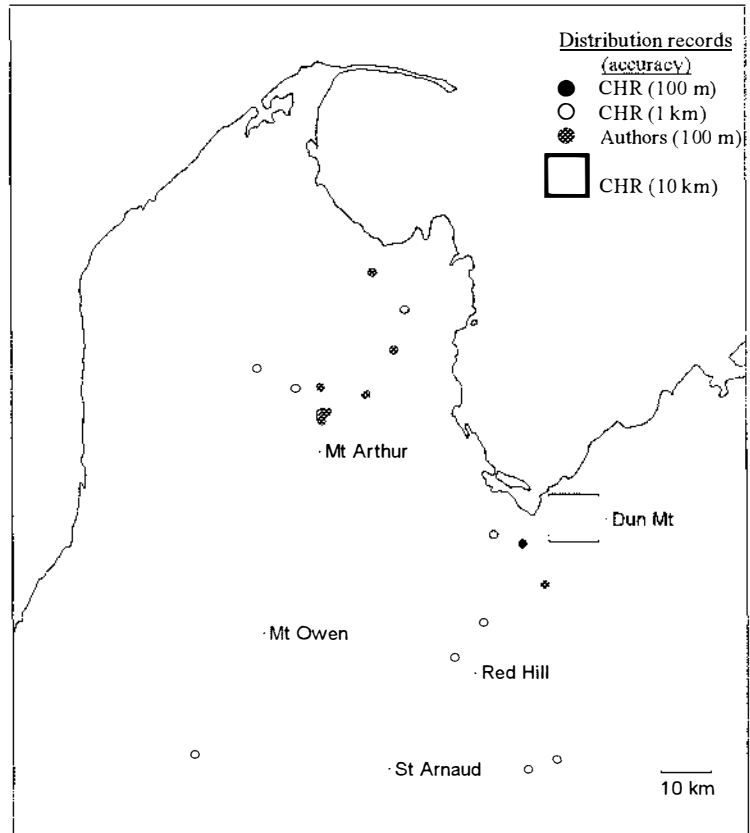 Distribution records
(accuracy)
CHR (100 m)
CHR (1 km)
Authors (100 m)
CHR (10 km)
Mt Arthur
Dun Mt
Mt Owen
Red Hill
St Arnaud
10 km